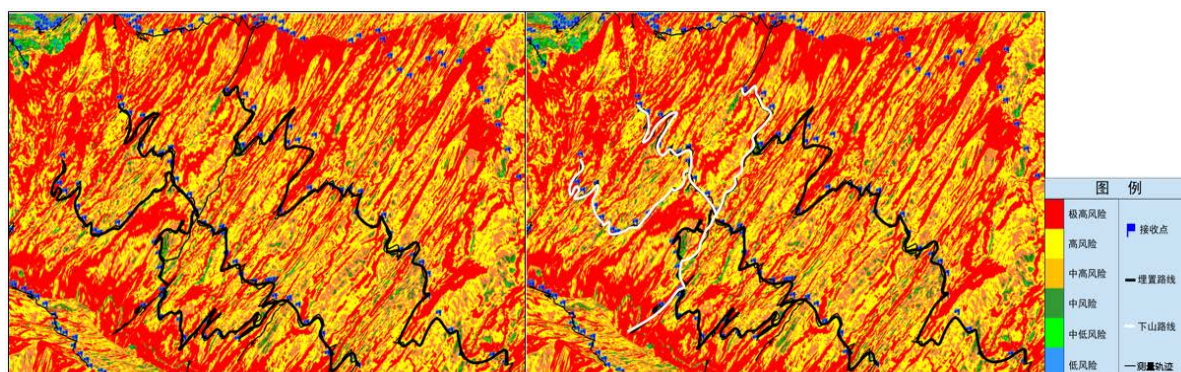 图 例
极高风险
高风险
中高风险
中风险
中低风险
低风险
接收点
埋置路线
下山路线
测量轨迹